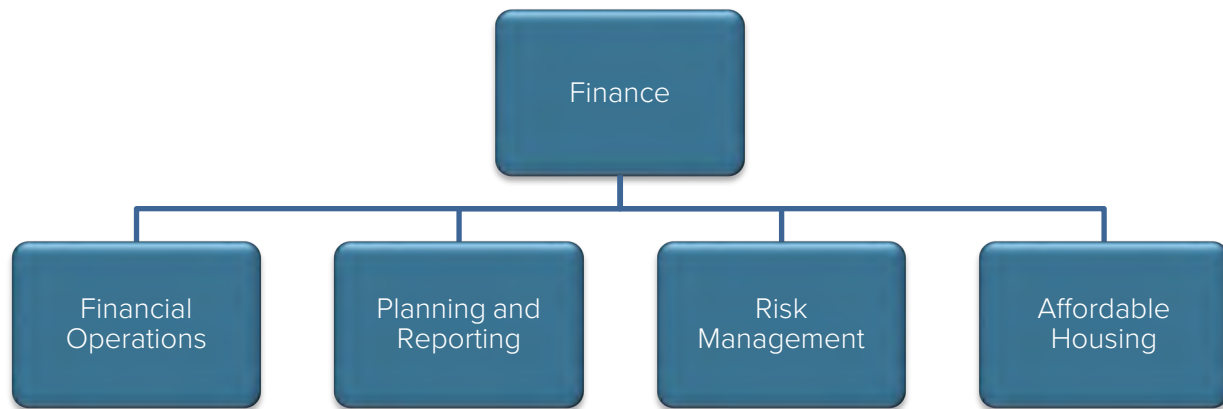 Finance
Financial
Operations
Planning and
Reporting
Risk
Management
Affordable
Housing